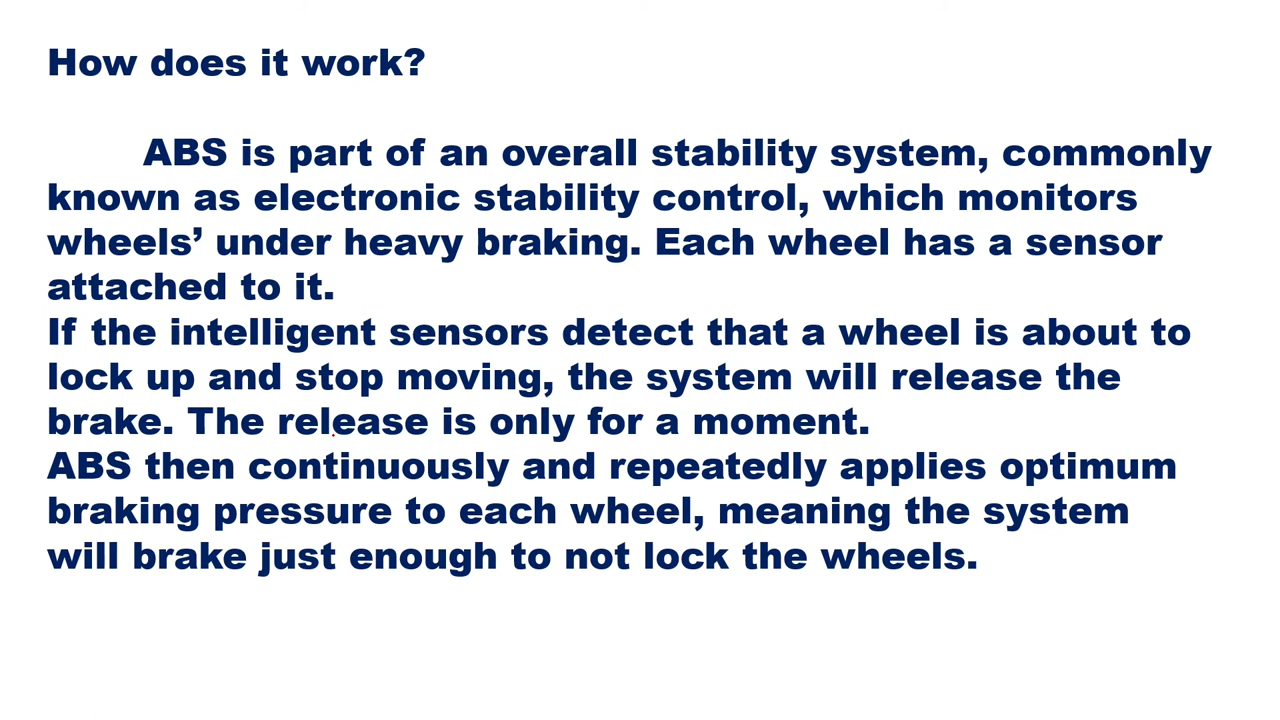 How does it work?
ABS is part of an overall stability system, commonly
known as electronic stability control, which monitors
wheels’ under heavy braking. Each wheel has a sensor
attached to it.
If the intelligent sensors detect that a wheel is about to
lock up and stop moving, the system will release the
brake. The release is only for a moment.
ABS then continuously and repeatedly applies optimum
braking pressure to each wheel, meaning the system
will brake just enough to not lock the wheels.